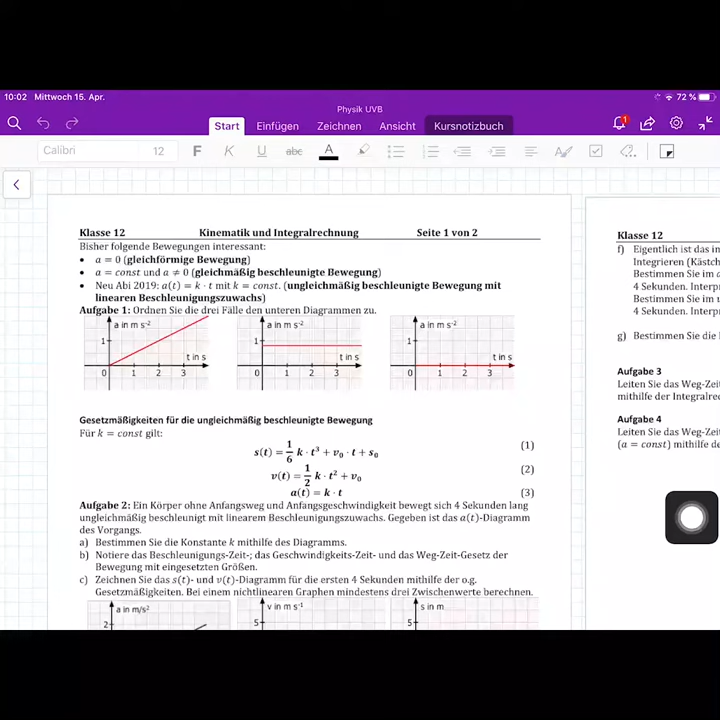 10:02 Mittwoch 15. Apr.
72 %
Physik UVB
Start Einfügen Zeichnen Ansicht Kursnotizbuch
1
Calibri 12 F K U abc A
Klasse 12 Kinematik und Integralrechnung Seite 1 von 2
Bisher folgende Bewegungen interessant:
• a = 0 (gleichförmige Bewegung)
• a = const und a ≠ 0 (gleichmäßig beschleunigte Bewegung)
• Neu Abi 2019: a(t) = k · t mit k = const. (ungleichmäßig beschleunigte Bewegung mit
linearen Beschleunigungszuwachs)
Aufgabe 1: Ordnen Sie die drei Fälle den unteren Diagrammen zu.
a in m s⁻² a in m s⁻² a in m s⁻²
1 1 1
t in s t in s t in s
0 1 2 3 0 1 2 3 0 1 2 3
Gesetzmäßigkeiten für die ungleichmäßig beschleunigte Bewegung
Für k = const gilt:
s(t) = 1/6 k · t³ + v₀ · t + s₀ (1)
v(t) = 1/2 k · t² + v₀ (2)
a(t) = k · t (3)
Aufgabe 2: Ein Körper ohne Anfangsweg und Anfangsgeschwindigkeit bewegt sich 4 Sekunden lang
ungleichmäßig beschleunigt mit linearem Beschleunigungszuwachs. Gegeben ist das a(t)-Diagramm
des Vorgangs.
a) Bestimmen Sie die Konstante k mithilfe des Diagramms.
b) Notiere das Beschleunigungs-Zeit-; das Geschwindigkeits-Zeit- und das Weg-Zeit-Gesetz der
Bewegung mit eingesetzten Größen.
c) Zeichnen Sie das s(t)- und v(t)-Diagramm für die ersten 4 Sekunden mithilfe der o.g.
Gesetzmäßigkeiten. Bei einem nichtlinearen Graphen mindestens drei Zwischenwerte berechnen.
a in m/s² v in m s⁻¹ s in m
2 5 5
Klasse 12
f) Eigentlich ist das in
Integrieren (Kästch
Bestimmen Sie im
4 Sekunden. Interp
Bestimmen Sie im
4 Sekunden. Interp
g) Bestimmen Sie die
Aufgabe 3
Leiten Sie das Weg-Zeit
mithilfe der Integralre
Aufgabe 4
Leiten Sie das Weg-Zeit
(a = const) mithilfe de